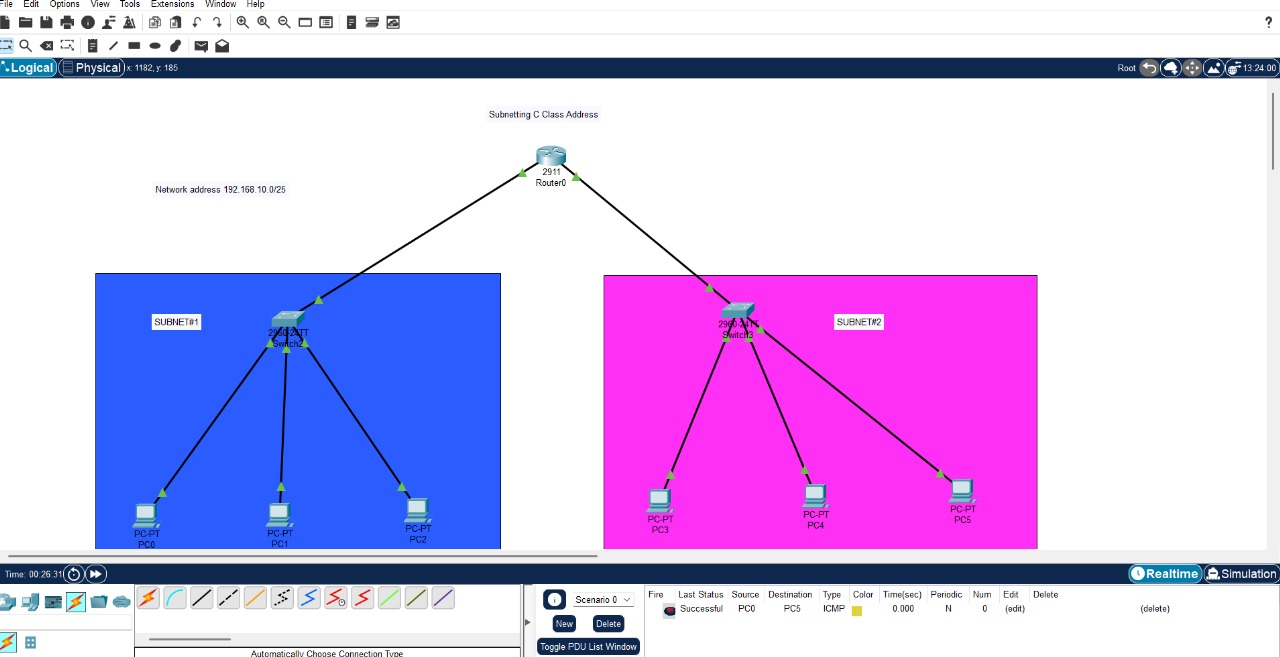 File Edit Options View Tools Extensions Window Help
?
Logical Physical x: 1182, y: 185
Root 13:24:00
Subnetting C Class Address
2911
Router0
Network address 192.168.10.0/25
SUBNET#1
2960-24TT
Switch2
2960-24TT
Switch3
SUBNET#2
PC-PT
PC0
PC-PT
PC1
PC-PT
PC2
PC-PT
PC3
PC-PT
PC4
PC-PT
PC5
Time: 00:26:31
Realtime Simulation
Scenario 0
New Delete
Toggle PDU List Window
Fire Last Status Source Destination Type Color Time(sec) Periodic Num Edit Delete
Successful PC0 PC5 ICMP 0.000 N 0 (edit) (delete)
Automatically Choose Connection Type